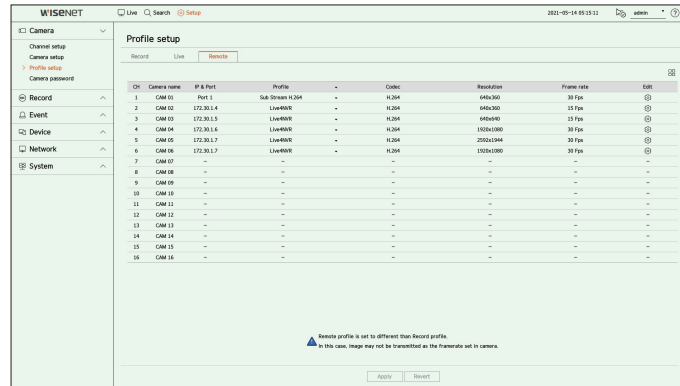 WISENET
Live Search Setup
2021-05-14 05:15:11 admin
Camera
Channel setup
Camera setup
> Profile setup
Camera password
Record
Event
Device
Network
System
Profile setup
Record Live Remote
CH Camera name IP & Port Profile Codec Resolution Frame rate Edit
1 CAM 01 Port 1 Sub Stream H.264 H.264 640x360 30 Fps
2 CAM 02 172.30.1.4 Live4NVR H.264 640x360 15 Fps
3 CAM 03 172.30.1.5 Live4NVR H.264 640x640 15 Fps
4 CAM 04 172.30.1.6 Live4NVR H.264 1920x1080 30 Fps
5 CAM 05 172.30.1.7 Live4NVR H.264 2592x1944 30 Fps
6 CAM 06 172.30.1.7 Live4NVR H.264 1920x1080 30 Fps
7 CAM 07 – – – – – –
8 CAM 08 – – – – – –
9 CAM 09 – – – – – –
10 CAM 10 – – – – – –
11 CAM 11 – – – – – –
12 CAM 12 – – – – – –
13 CAM 13 – – – – – –
14 CAM 14 – – – – – –
15 CAM 15 – – – – – –
16 CAM 16 – – – – – –
Remote profile is set to different than Record profile.
In this case, image may not be transmitted as the framerate set in camera.
Apply Revert